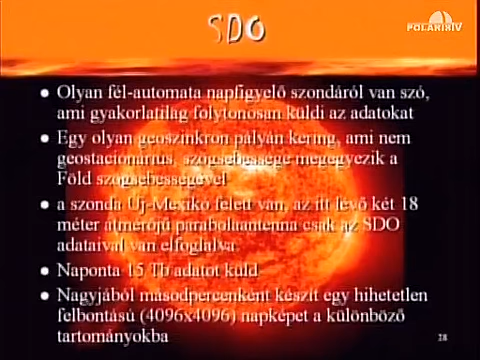 SDO
POLARIXIV
● Olyan fél-automata napfigyelő szondáról van szó,
ami gyakorlatilag folytonosan küldi az adatokat
● Egy olyan geoszinkron pályán kering, ami nem
geostacionárius, szögsebessége megegyezik a
Föld szögsebességével
● a szonda Új-Mexikó felett van, az itt lévő két 18
méter átmérőjű parabolaantenna csak az SDO
adataival van elfoglalva.
● Naponta 15 Tb adatot küld
● Nagyjából másodpercenként készít egy hihetetlen
felbontású (4096x4096) napképet a különböző
tartományokba
28